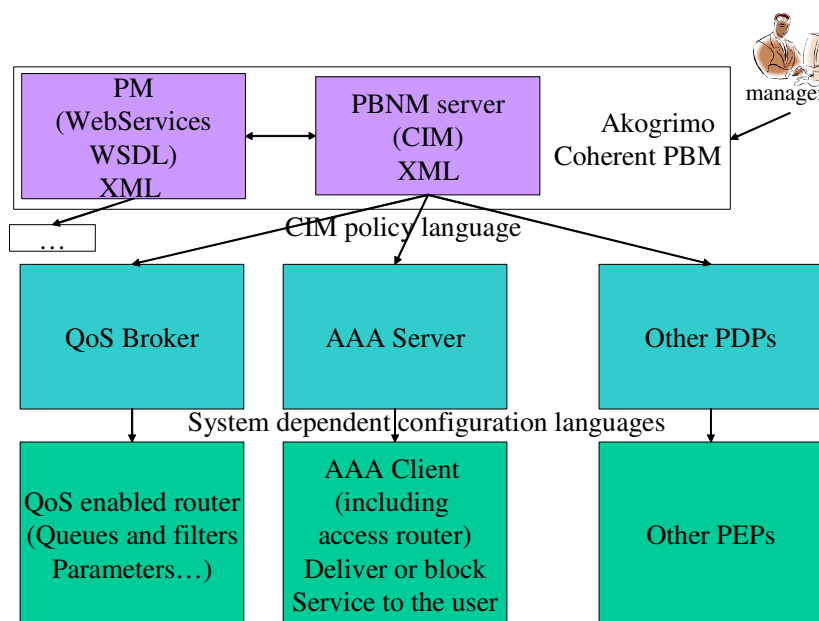 manager
PM
(WebServices
WSDL)
XML
PBNM server
(CIM)
XML
Akogrimo
Coherent PBM
…
CIM policy language
QoS Broker
AAA Server
Other PDPs
System dependent configuration languages
QoS enabled router
(Queues and filters
Parameters…)
AAA Client
(including
access router)
Deliver or block
Service to the user
Other PEPs